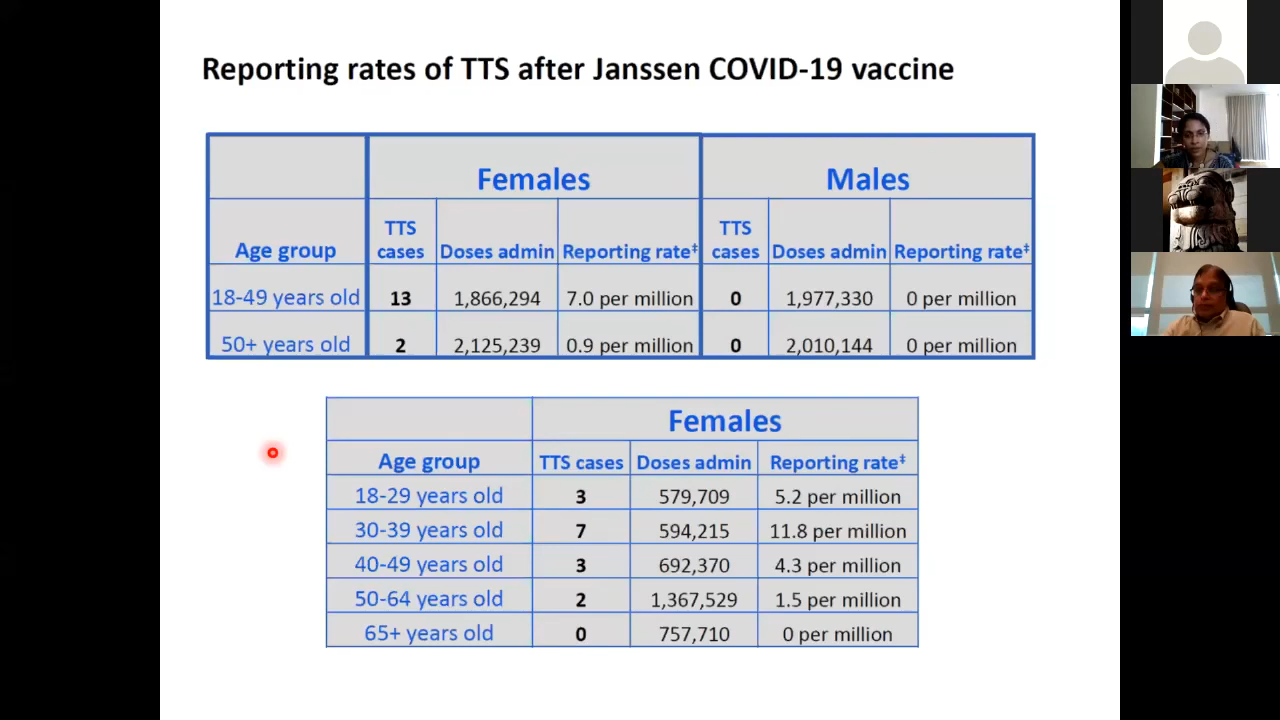 Reporting rates of TTS after Janssen COVID-19 vaccine
Females Males
Age group TTS cases Doses admin Reporting rate‡ TTS cases Doses admin Reporting rate‡
18-49 years old 13 1,866,294 7.0 per million 0 1,977,330 0 per million
50+ years old 2 2,125,239 0.9 per million 0 2,010,144 0 per million
Females
Age group TTS cases Doses admin Reporting rate‡
18-29 years old 3 579,709 5.2 per million
30-39 years old 7 594,215 11.8 per million
40-49 years old 3 692,370 4.3 per million
50-64 years old 2 1,367,529 1.5 per million
65+ years old 0 757,710 0 per million